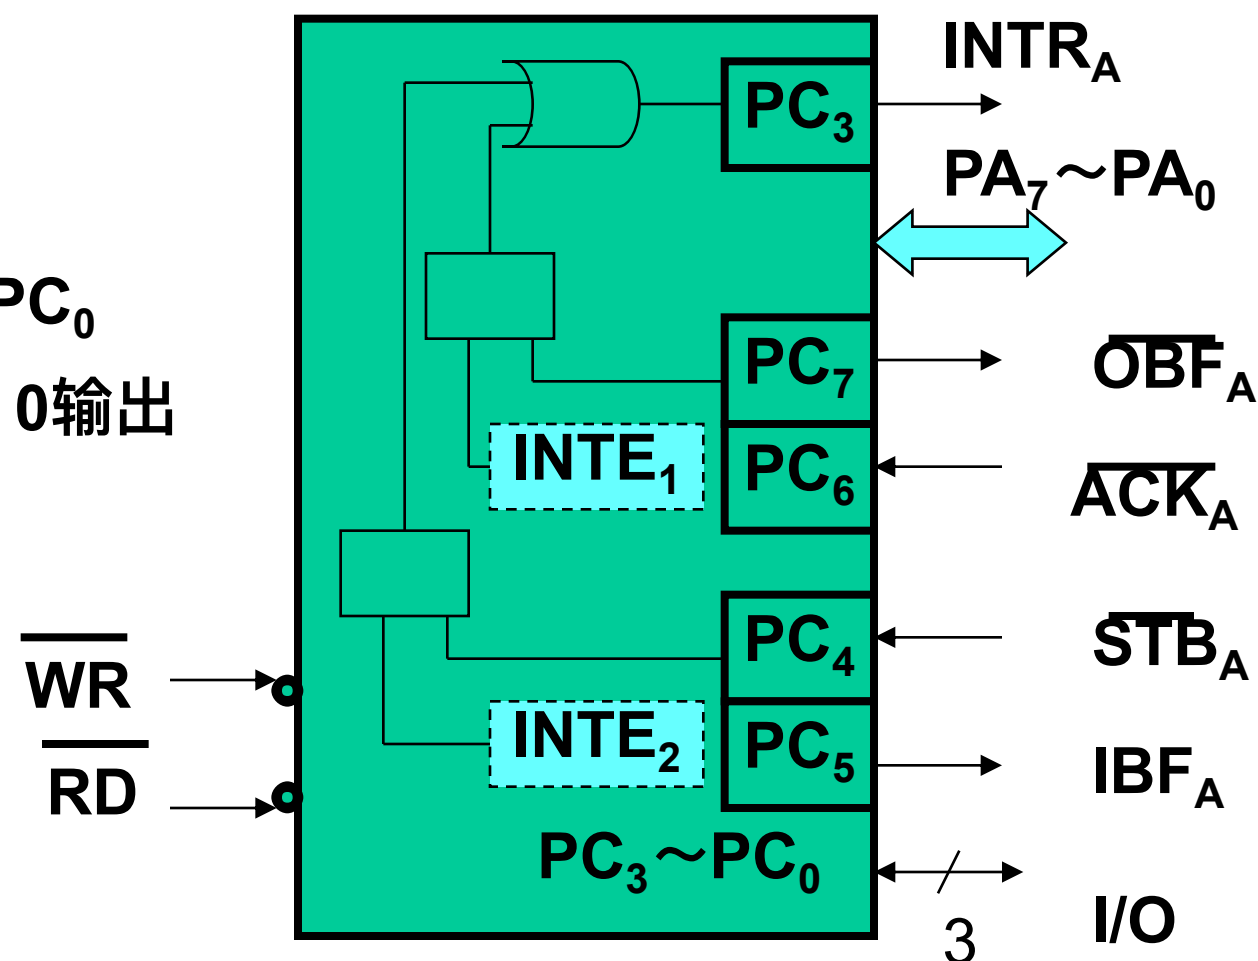 INTRA
PC3
PA7～PA0
PC0
0输出
PC7
OBFA
INTE1
PC6
ACKA
PC4
STBA
WR
INTE2
PC5
IBFA
RD
PC3～PC0
3
I/O